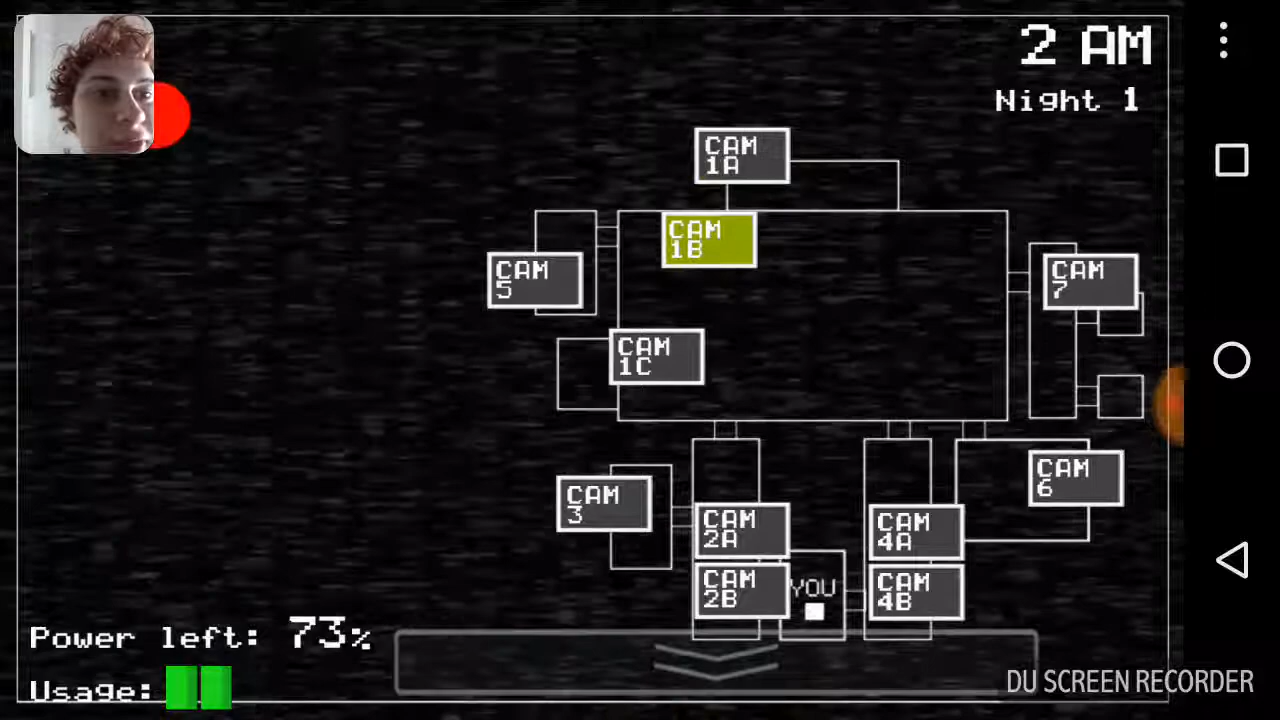 2 AM
Night 1
CAM
1A
CAM
1B
CAM
5
CAM
7
CAM
1C
CAM
6
CAM
3
CAM
2A
CAM
4A
CAM
2B
YOU
CAM
4B
Power left: 73%
Usage:
DU SCREEN RECORDER